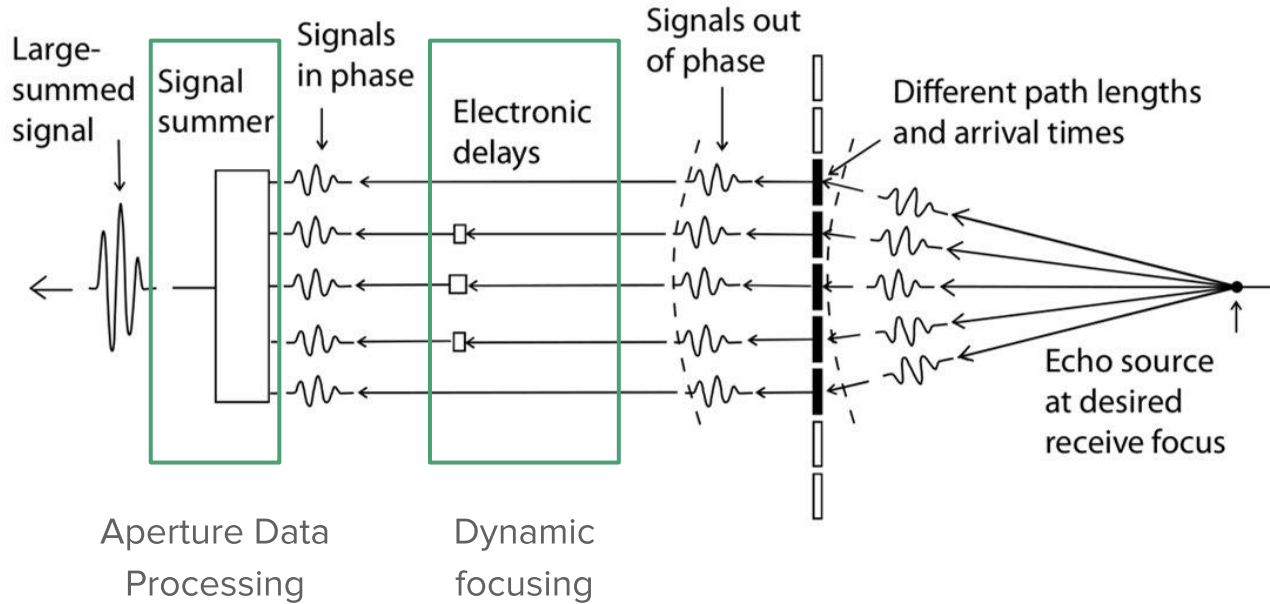 Large-
summed
signal
Signal
summer
Signals
in phase
Electronic
delays
Signals out
of phase
Different path lengths
and arrival times
Echo source
at desired
receive focus
Aperture Data
Processing
Dynamic
focusing